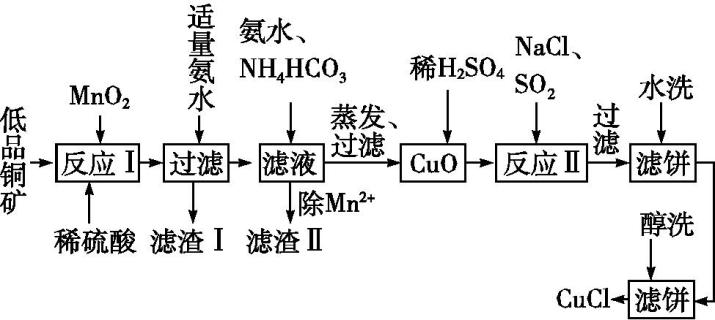 低品铜矿
MnO₂
反应Ⅰ
稀硫酸
适量氨水
过滤
滤渣Ⅰ
氨水、
NH₄HCO₃
滤液
除Mn²⁺
滤渣Ⅱ
蒸发、
过滤
稀H₂SO₄
CuO
NaCl、
SO₂
反应Ⅱ
过滤
水洗
滤饼
醇洗
滤饼
CuCl